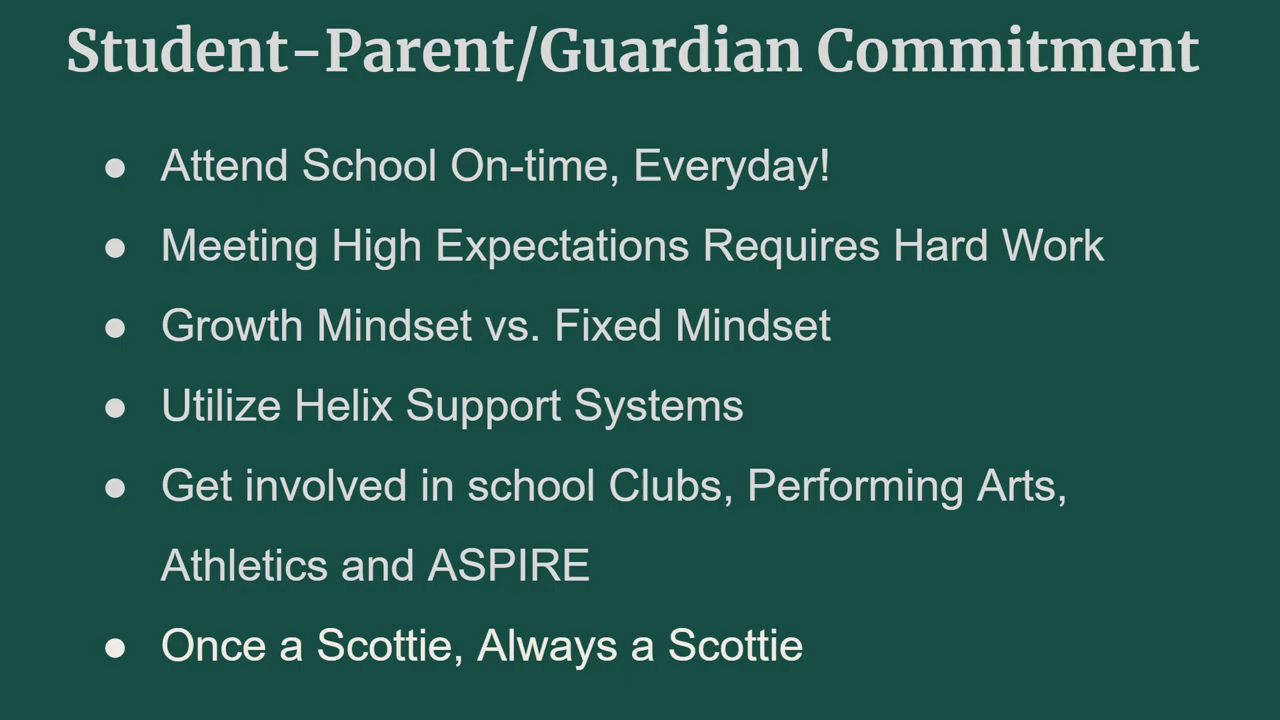 Student-Parent/Guardian Commitment
● Attend School On-time, Everyday!
● Meeting High Expectations Requires Hard Work
● Growth Mindset vs. Fixed Mindset
● Utilize Helix Support Systems
● Get involved in school Clubs, Performing Arts,
Athletics and ASPIRE
● Once a Scottie, Always a Scottie